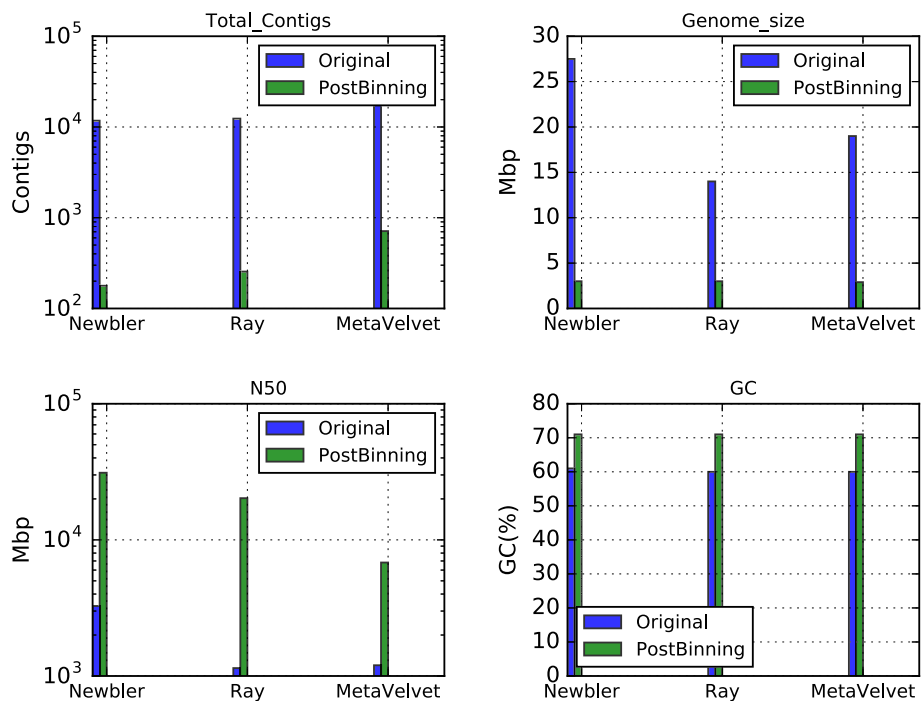 Total_Contigs
10^5
10^4
10^3
10^2
Contigs
Original
PostBinning
Newbler
Ray
MetaVelvet
Genome_size
30
25
20
15
10
5
0
Mbp
Original
PostBinning
Newbler
Ray
MetaVelvet
N50
10^5
10^4
10^3
Mbp
Original
PostBinning
Newbler
Ray
MetaVelvet
GC
80
70
60
50
40
30
20
10
0
GC(%)
Original
PostBinning
Newbler
Ray
MetaVelvet